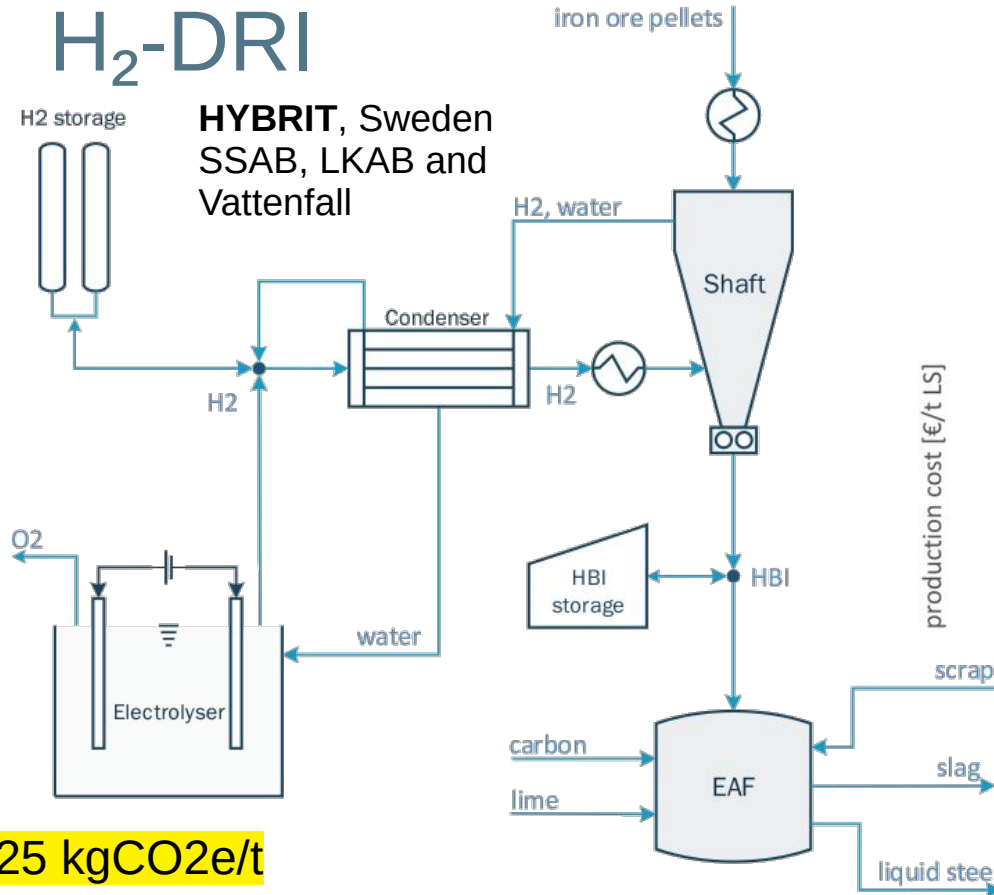 H₂-DRI
iron ore pellets
H2 storage
HYBRIT, Sweden
SSAB, LKAB and
Vattenfall
H2, water
Shaft
Condenser
H2
H2
production cost [€/t LS]
O2
HBI
storage
HBI
water
Electrolyser
scrap
carbon
EAF
slag
lime
25 kgCO2e/t
liquid stee